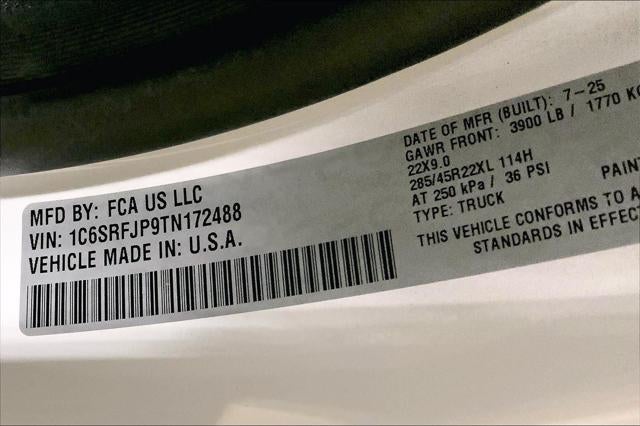 MFD BY: FCA US LLC
VIN: 1C6SRFJP9TN172488
VEHICLE MADE IN: U.S.A.
DATE OF MFR (BUILT): 7-25
GAWR FRONT: 3900 LB / 1770 KG
22X9.0
285/45R22XL 114H
AT 250 kPa / 36 PSI
TYPE: TRUCK
PAIN
THIS VEHICLE CONFORMS TO A
STANDARDS IN EFFECT